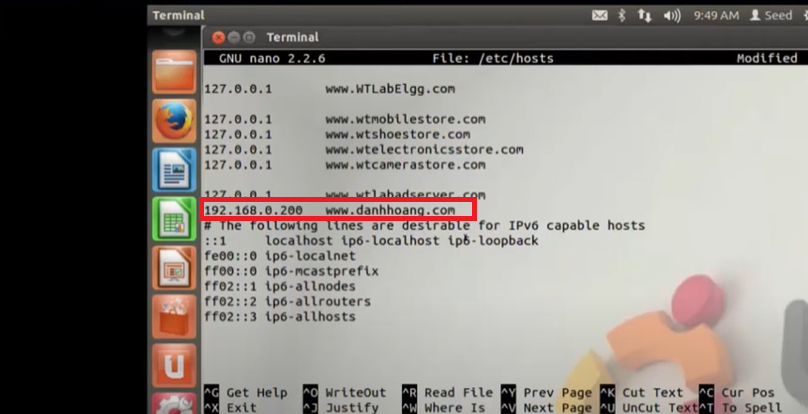 Terminal
9:49 AM Seed
Terminal
GNU nano 2.2.6 File: /etc/hosts Modified
127.0.0.1 www.WTLabElgg.com
127.0.0.1 www.wtmobilestore.com
127.0.0.1 www.wtshoestore.com
127.0.0.1 www.wtelectronicsstore.com
127.0.0.1 www.wtcamerastore.com
127.0.0.1 www.wtlabadserver.com
192.168.0.200 www.danhhoang.com
# The following lines are desirable for IPv6 capable hosts
::1 localhost ip6-localhost ip6-loopback
fe00::0 ip6-localnet
ff00::0 ip6-mcastprefix
ff02::1 ip6-allnodes
ff02::2 ip6-allrouters
ff02::3 ip6-allhosts
^G Get Help ^O WriteOut ^R Read File ^Y Prev Page ^K Cut Text ^C Cur Pos
^X Exit ^J Justify ^W Where Is ^V Next Page ^U UnCut Text ^T To Spell